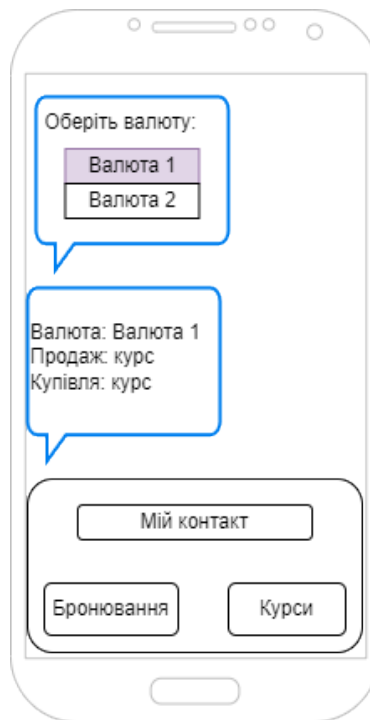 Оберіть валюту:
Валюта 1
Валюта 2
Валюта: Валюта 1
Продаж: курс
Купівля: курс
Мій контакт
Бронювання
Курси